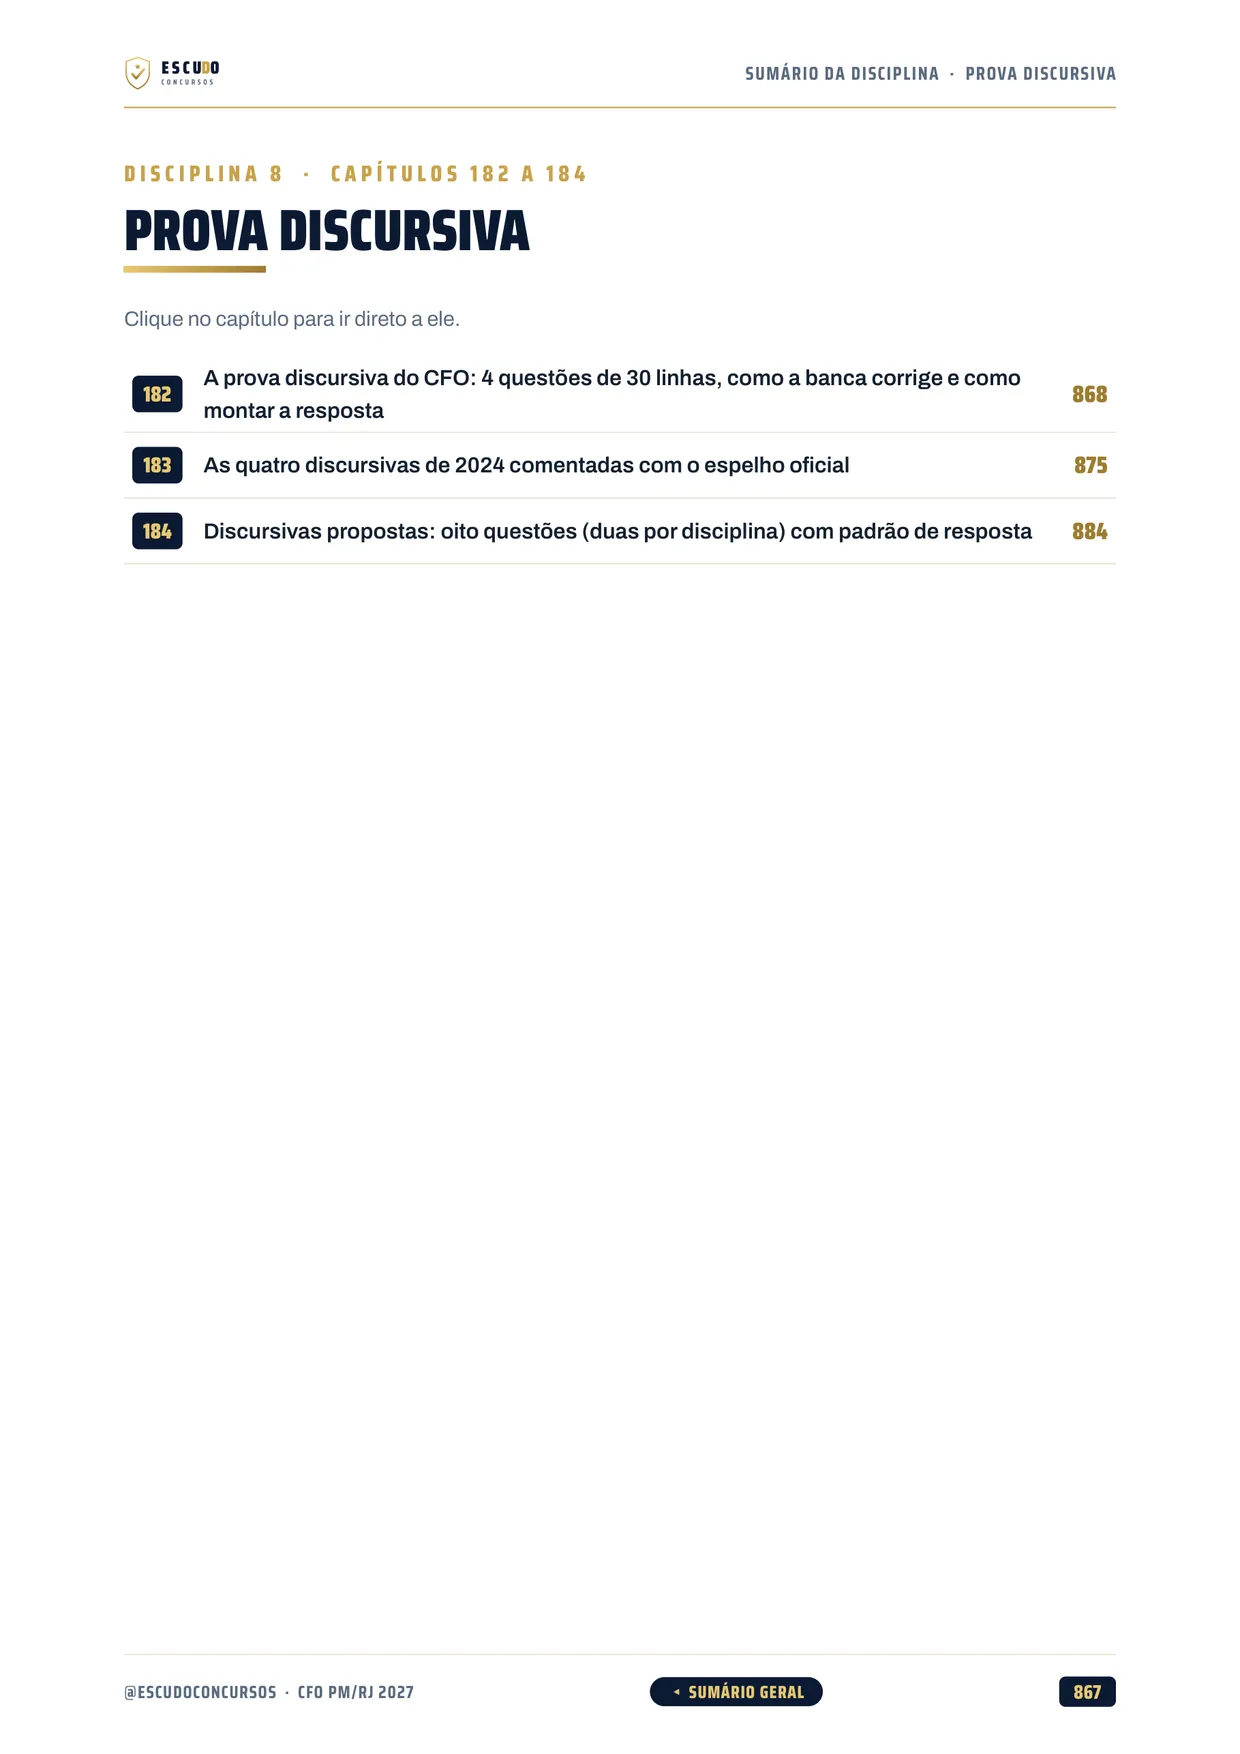 ESCUDO
CONCURSOS
SUMÁRIO DA DISCIPLINA · PROVA DISCURSIVA
DISCIPLINA 8 · CAPÍTULOS 182 A 184
PROVA DISCURSIVA
Clique no capítulo para ir direto a ele.
182 A prova discursiva do CFO: 4 questões de 30 linhas, como a banca corrige e como 868
montar a resposta
183 As quatro discursivas de 2024 comentadas com o espelho oficial 875
184 Discursivas propostas: oito questões (duas por disciplina) com padrão de resposta 884
@ESCUDOCONCURSOS · CFO PM/RJ 2027
◂ SUMÁRIO GERAL
867